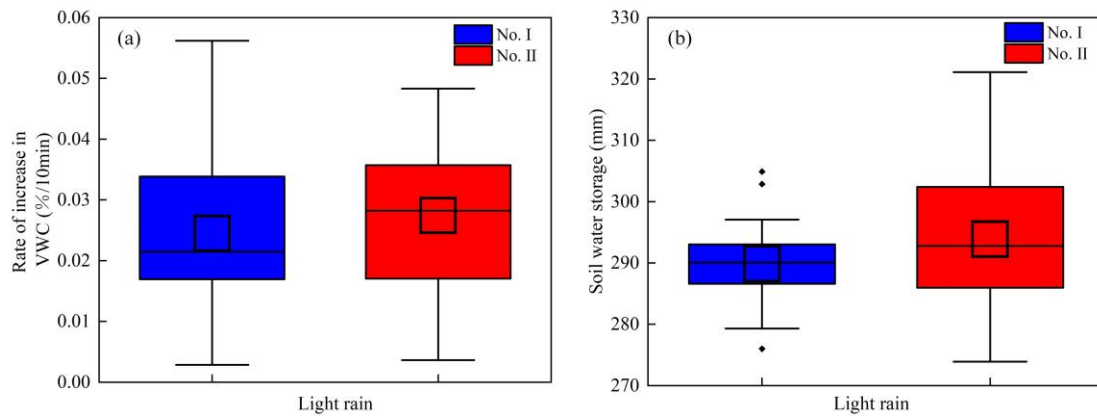 (a)
No. I
No. II
Rate of increase in
VWC (%/10min)
0.06
0.05
0.04
0.03
0.02
0.01
0.00
Light rain
(b)
No. I
No. II
Soil water storage (mm)
330
320
310
300
290
280
270
Light rain